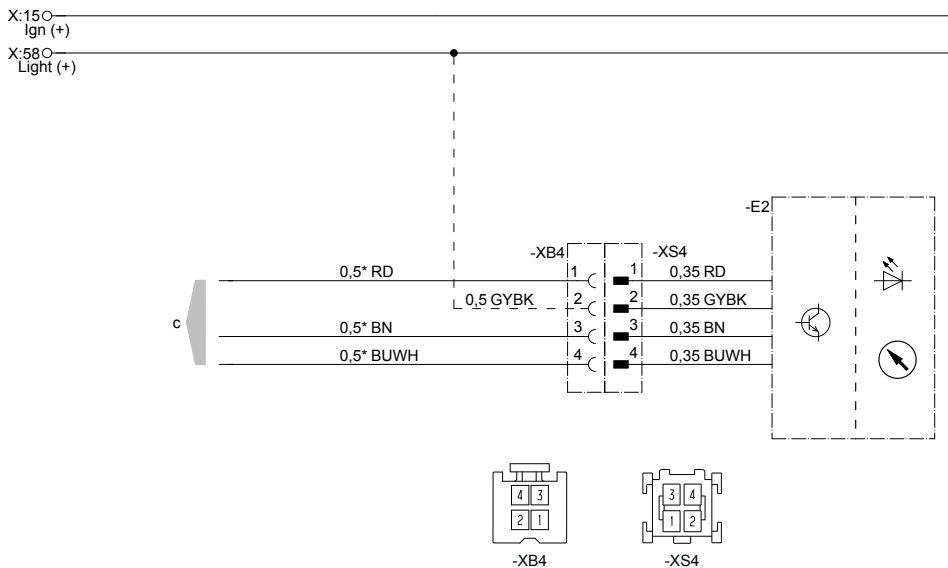 X:15
Ign (+)
X:58
Light (+)
-E2
-XB4
-XS4
0,5* RD
1
1
0,35 RD
0,5 GYBK
2
2
0,35 GYBK
c
0,5* BN
3
3
0,35 BN
0,5* BUWH
4
4
0,35 BUWH
4 3
3 4
2 1
1 2
-XB4
-XS4